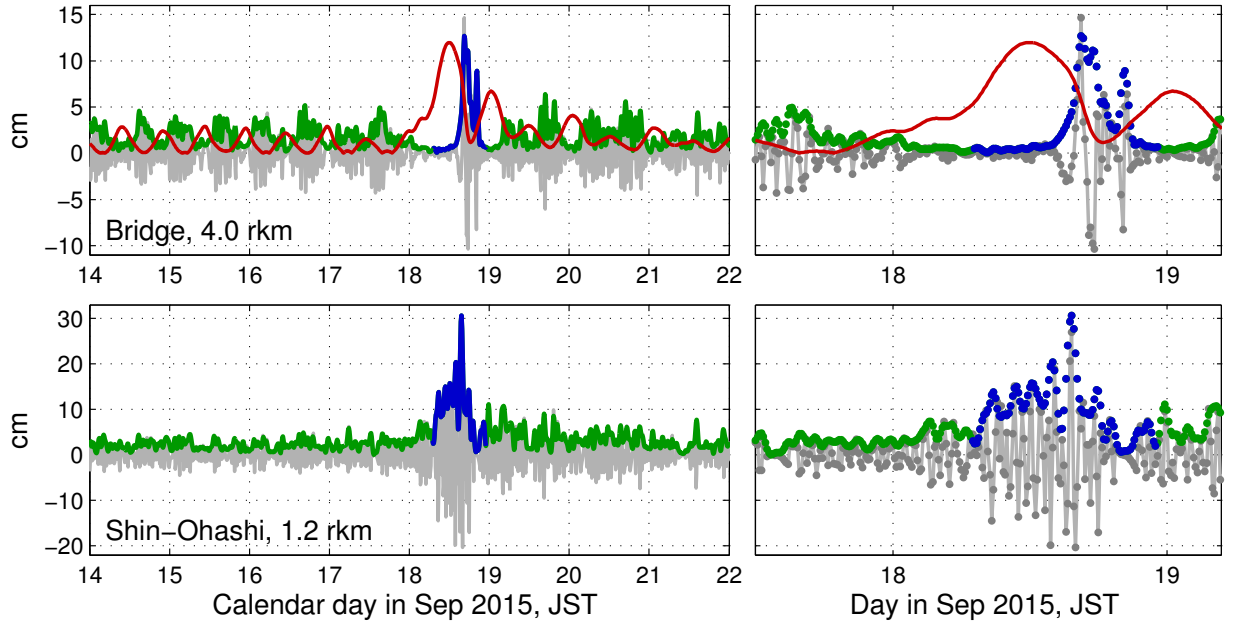 15
10
5
0
−5
−10
cm
Bridge, 4.0 rkm
14 15 16 17 18 19 20 21 22
18 19
30
20
10
0
−10
−20
cm
Shin−Ohashi, 1.2 rkm
14 15 16 17 18 19 20 21 22
18 19
Calendar day in Sep 2015, JST
Day in Sep 2015, JST